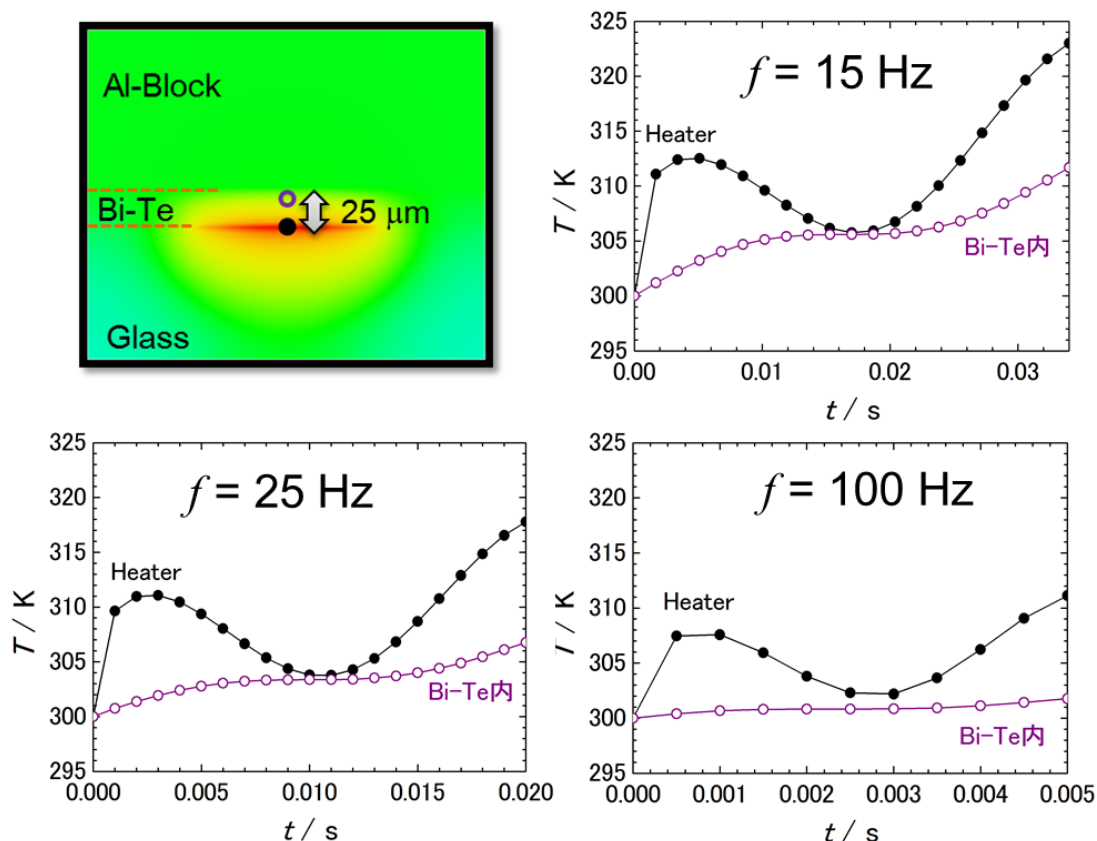 Al-Block
Bi-Te
25 μm
Glass
f = 15 Hz
Heater
Bi-Te内
T / K
325
320
315
310
305
300
295
0.00
0.01
0.02
0.03
t / s
f = 25 Hz
Heater
Bi-Te内
T / K
325
320
315
310
305
300
295
0.000
0.005
0.010
0.015
0.020
t / s
f = 100 Hz
Heater
Bi-Te内
T / K
325
320
315
310
305
300
295
0.000
0.001
0.002
0.003
0.004
0.005
t / s